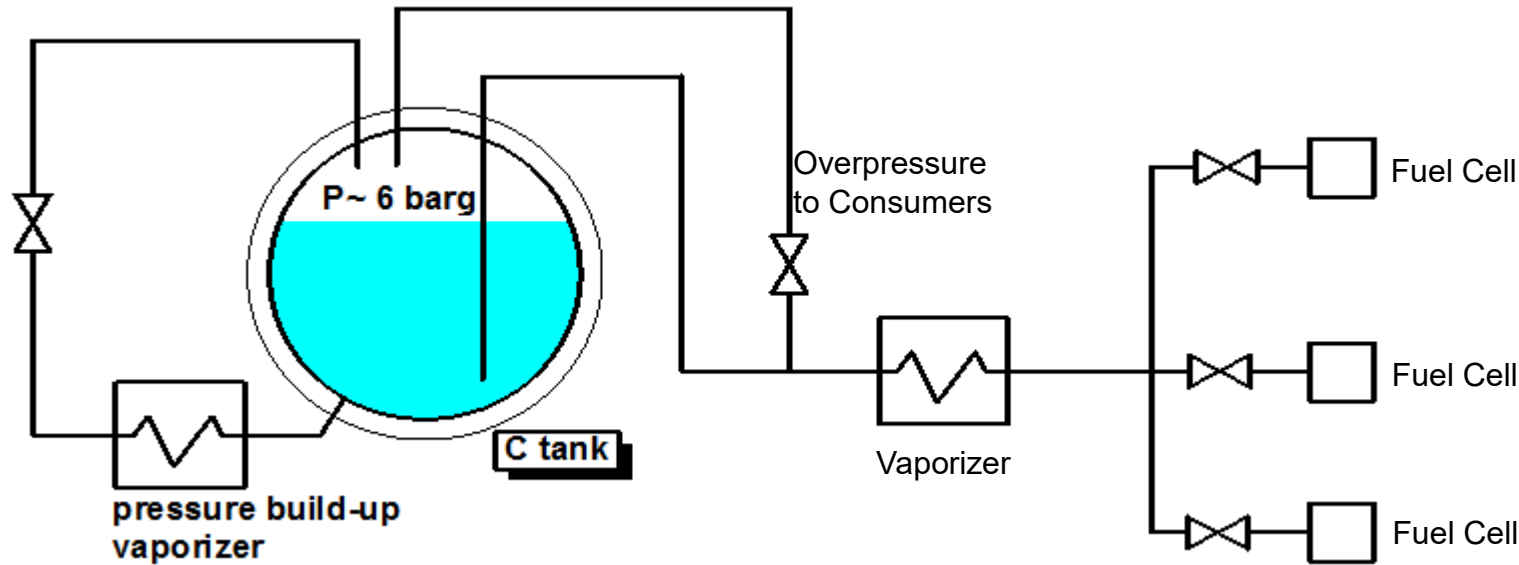 P~ 6 barg
Overpressure
to Consumers
Fuel Cell
Fuel Cell
C tank
Vaporizer
pressure build-up
vaporizer
Fuel Cell